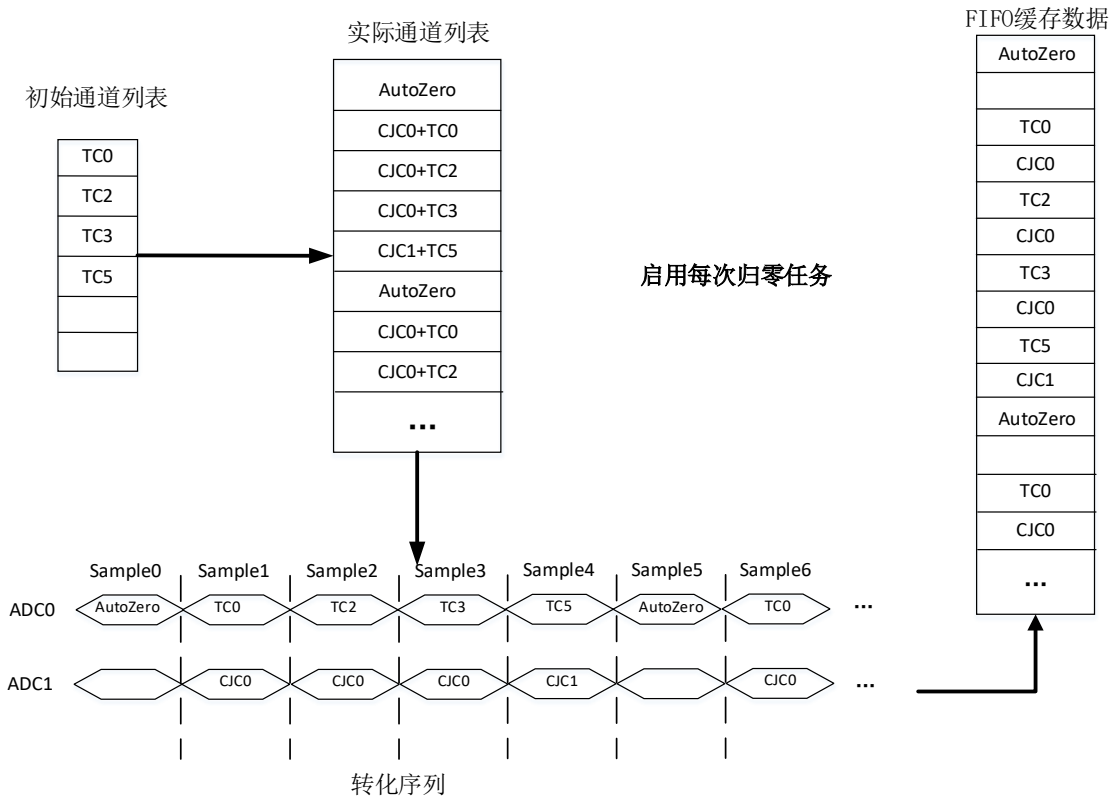 初始通道列表
TC0
TC2
TC3
TC5
实际通道列表
AutoZero
CJC0+TC0
CJC0+TC2
CJC0+TC3
CJC1+TC5
AutoZero
CJC0+TC0
CJC0+TC2
...
启用每次归零任务
FIFO缓存数据
AutoZero
TC0
CJC0
TC2
CJC0
TC3
CJC0
TC5
CJC1
AutoZero
TC0
CJC0
...
Sample0 Sample1 Sample2 Sample3 Sample4 Sample5 Sample6
ADC0 AutoZero TC0 TC2 TC3 TC5 AutoZero TC0 ...
ADC1 CJC0 CJC0 CJC0 CJC1 CJC0 ...
转化序列